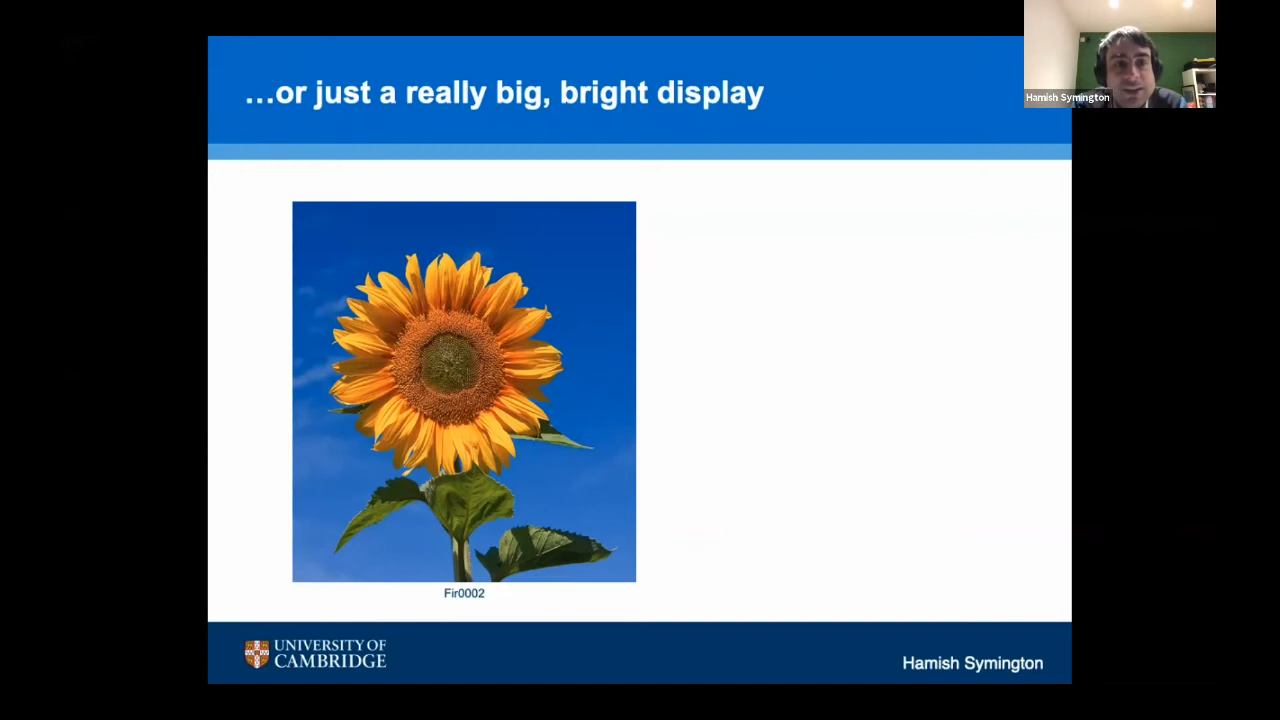 …or just a really big, bright display
Hamish Symington
Fir0002
UNIVERSITY OF
CAMBRIDGE
Hamish Symington